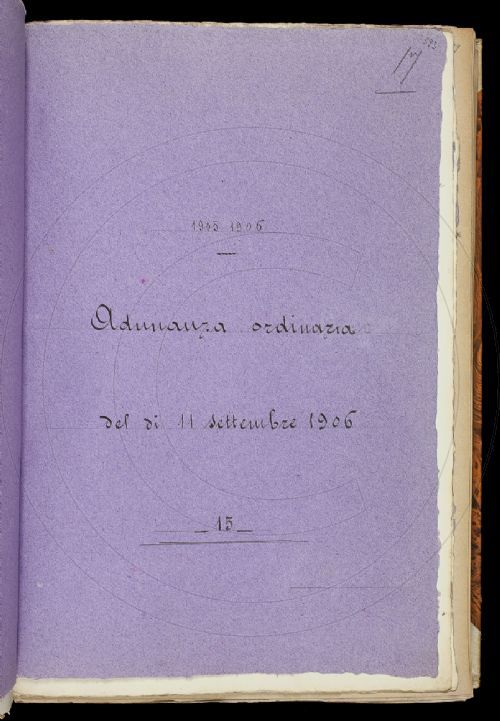 17
1905 1906
Adunanza ordinaria
del dì 11 settembre 1906
15